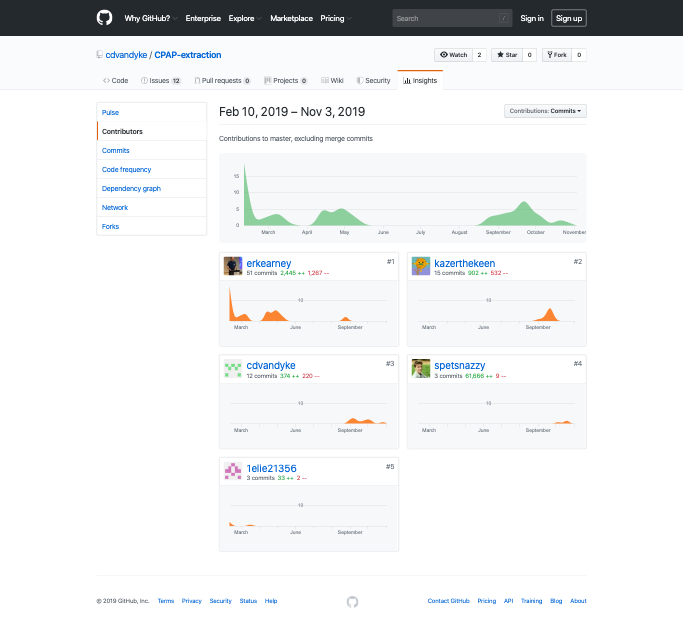 Why GitHub? Enterprise Explore Marketplace Pricing Search / Sign in Sign up
cdvandyke / CPAP-extraction Watch 2 Star 0 Fork 0
Code Issues 12 Pull requests 0 Projects 0 Wiki Security Insights
Pulse
Contributors
Commits
Code frequency
Dependency graph
Network
Forks
Feb 10, 2019 – Nov 3, 2019 Contributions: Commits
Contributions to master, excluding merge commits
15
10
5
0
March April May June July August September October November
erkearney #1
51 commits 2,445 ++ 1,267 --
10
March June September
kazerthekeen #2
15 commits 902 ++ 532 --
10
March June September
cdvandyke #3
12 commits 374 ++ 220 --
10
March June September
spetsnazzy #4
3 commits 61,666 ++ 9 --
10
March June September
1elie21356 #5
3 commits 33 ++ 2 --
10
March June September
© 2019 GitHub, Inc. Terms Privacy Security Status Help Contact GitHub Pricing API Training Blog About